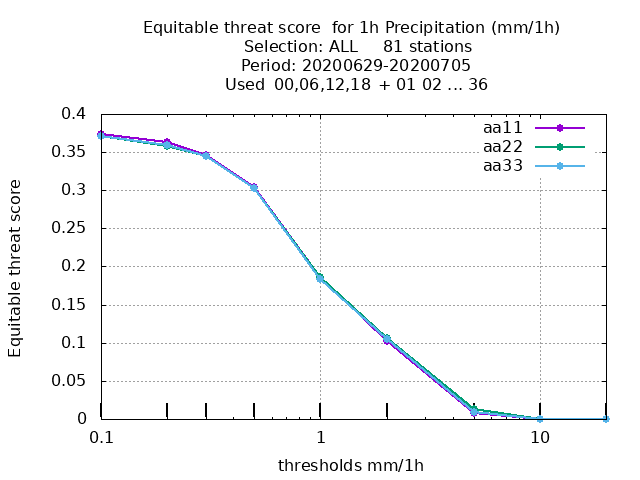 Equitable threat score  for 1h Precipitation (mm/1h)
Selection: ALL     81 stations
Period: 20200629-20200705
Used  00,06,12,18  + 01 02 ... 36
aa11
aa22
aa33
0.4
0.35
0.3
0.25
0.2
0.15
0.1
0.05
0
Equitable threat score
0.1 1 10
thresholds mm/1h